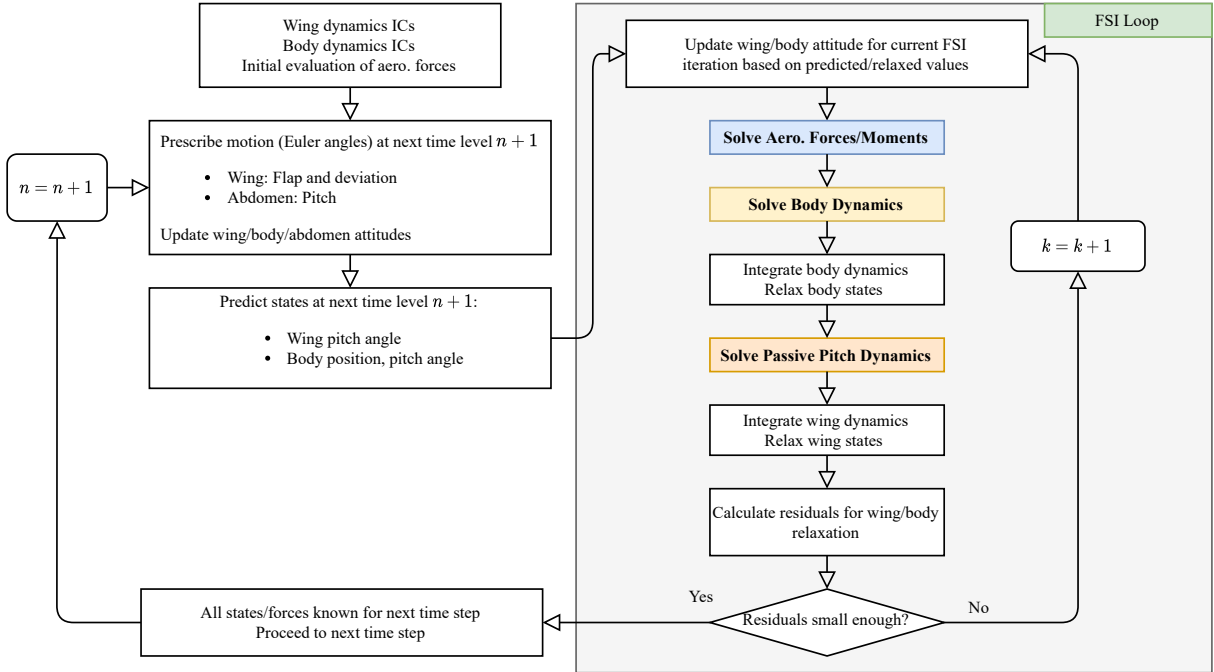 Wing dynamics ICs
Body dynamics ICs
Initial evaluation of aero. forces
Prescribe motion (Euler angles) at next time level n + 1
• Wing: Flap and deviation
• Abdomen: Pitch
Update wing/body/abdomen attitudes
n = n + 1
Predict states at next time level n + 1:
• Wing pitch angle
• Body position, pitch angle
FSI Loop
Update wing/body attitude for current FSI
iteration based on predicted/relaxed values
Solve Aero. Forces/Moments
Solve Body Dynamics
Integrate body dynamics
Relax body states
Solve Passive Pitch Dynamics
Integrate wing dynamics
Relax wing states
Calculate residuals for wing/body
relaxation
Residuals small enough?
Yes
No
k = k + 1
All states/forces known for next time step
Proceed to next time step